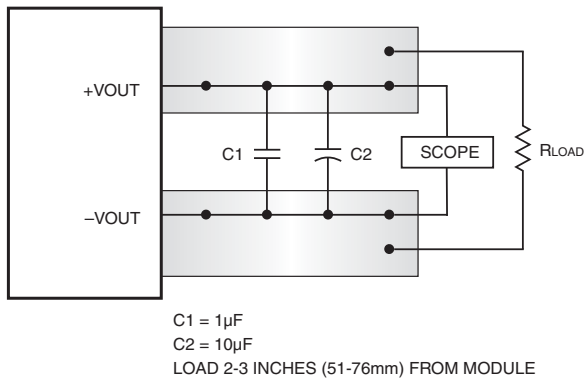 +VOUT
C1
C2
SCOPE
RLOAD
−VOUT
C1 = 1μF
C2 = 10μF
LOAD 2-3 INCHES (51-76mm) FROM MODULE